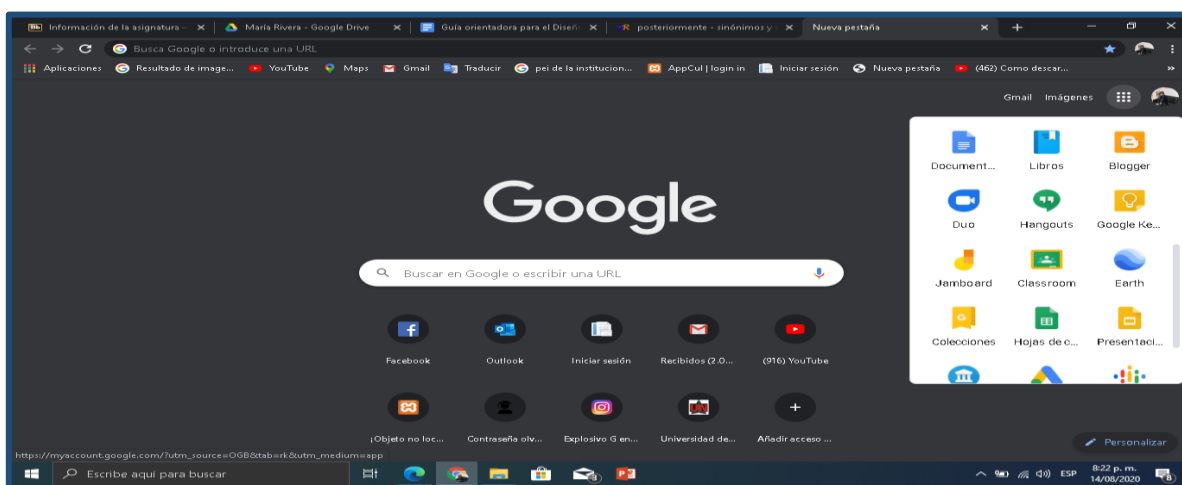 Información de la asignatura -
María Rivera - Google Drive
Guía orientadora para el Diseño
posteriormente - sinónimos y
Nueva pestaña
Busca Google o introduce una URL
Aplicaciones
Resultado de image...
YouTube
Maps
Gmail
Traducir
pei de la institucion...
AppCul | login in
Iniciar sesión
Nueva pestaña
(462) Como descar...
»
Gmail
Imágenes
Document...
Libros
Blogger
Duo
Hangouts
Google Ke...
Jamboard
Classroom
Earth
Colecciones
Hojas de c...
Presentaci...
Google
Buscar en Google o escribir una URL
Facebook
Outlook
Iniciar sesión
Recibidos (2.0...
(916) YouTube
¡Objeto no loc...
Contraseña olv...
Explosivo G en...
Universidad de...
Añadir acceso ...
Personalizar
https://myaccount.google.com/?utm_source=OGB&tab=rk&utm_medium=app
Escribe aquí para buscar
ESP
8:22 p. m.
14/08/2020